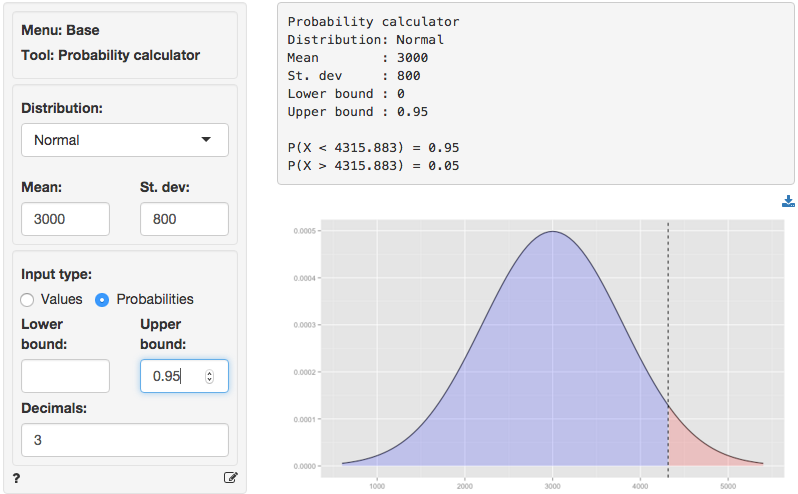 Menu: Base
Tool: Probability calculator
Distribution:
Normal
Mean: St. dev:
3000 800
Input type:
Values Probabilities
Lower bound: Upper bound:
0.95
Decimals:
3
?
Probability calculator
Distribution: Normal
Mean : 3000
St. dev : 800
Lower bound : 0
Upper bound : 0.95
P(X < 4315.883) = 0.95
P(X > 4315.883) = 0.05
0.0005
0.0004
0.0003
0.0002
0.0001
0.0000
1000 2000 3000 4000 5000